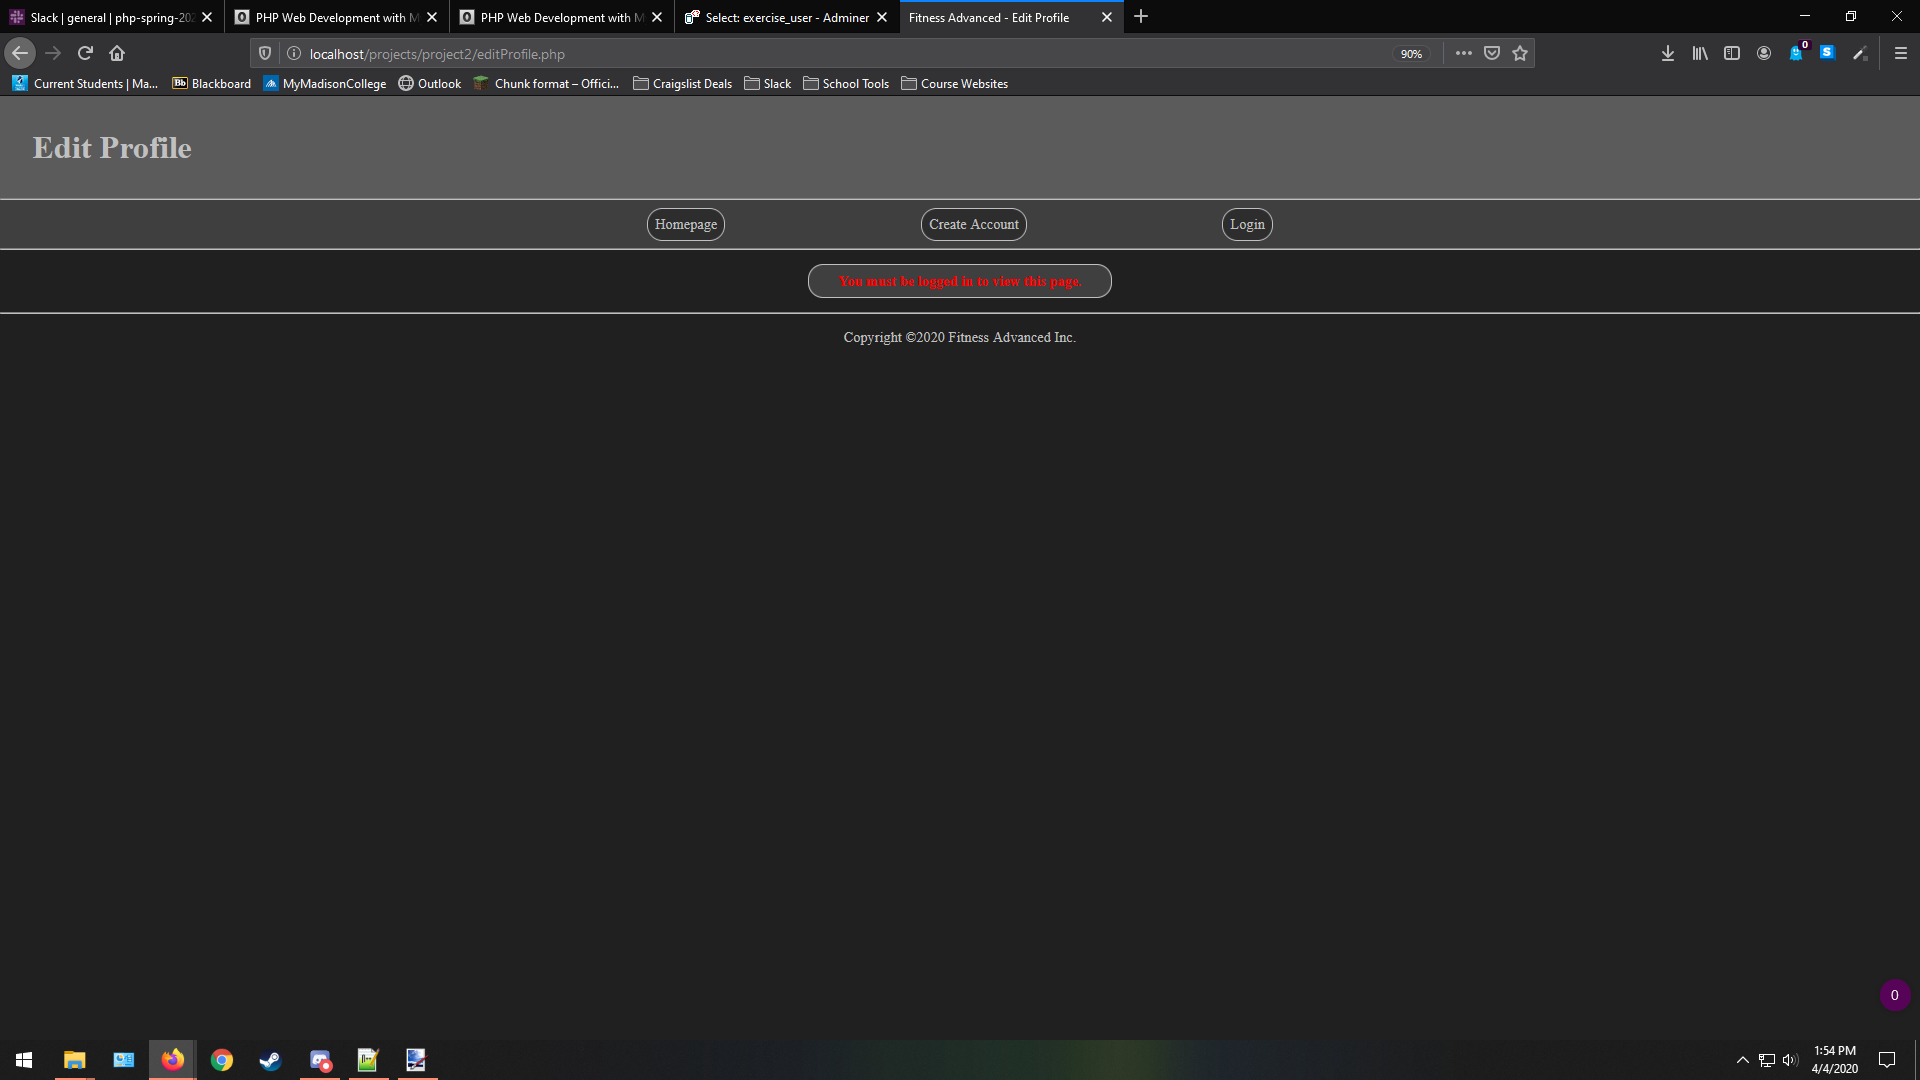 Slack | general | php-spring-202
PHP Web Development with M
PHP Web Development with M
Select: exercise_user - Adminer
Fitness Advanced - Edit Profile
localhost/projects/project2/editProfile.php
90%
0
S
Current Students | Ma...
Bb
Blackboard
MyMadisonCollege
Outlook
Chunk format – Offici...
Craigslist Deals
Slack
School Tools
Course Websites
Edit Profile
Homepage
Create Account
Login
You must be logged in to view this page.
Copyright ©2020 Fitness Advanced Inc.
0
1:54 PM
4/4/2020